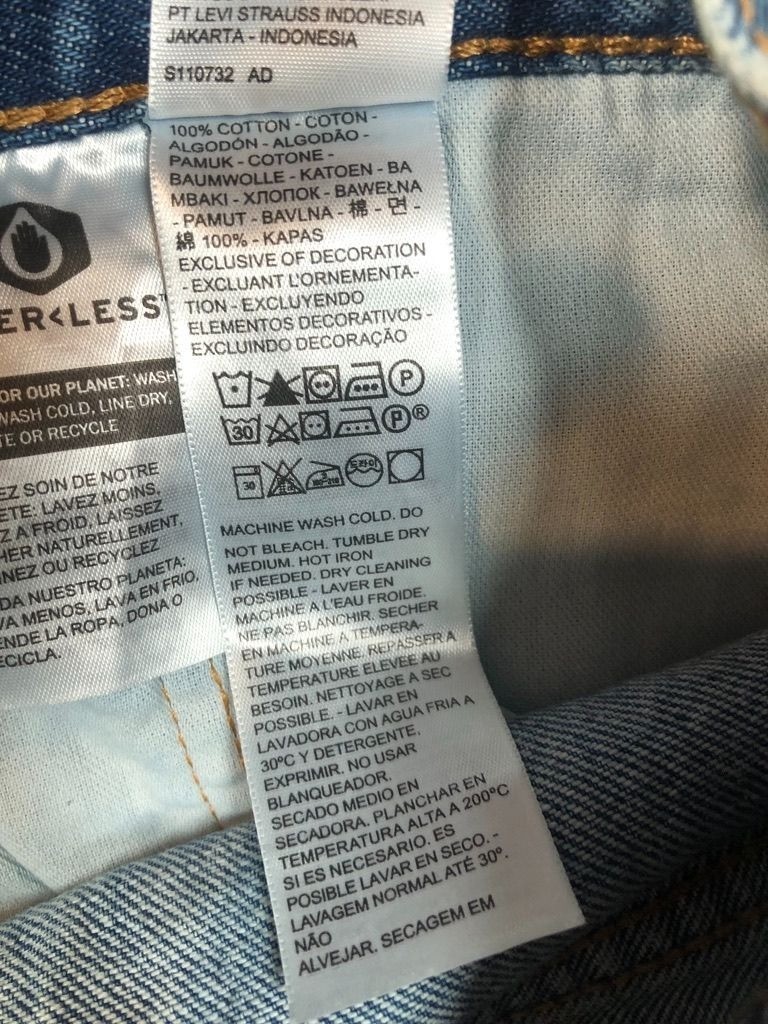 PT LEVI STRAUSS INDONESIA
JAKARTA - INDONESIA
S110732 AD
100% COTTON - COTON -
ALGODÓN - ALGODÃO -
PAMUK - COTONE -
BAUMWOLLE - KATOEN - BA
MBAKI - ХЛОПОК - BAWEŁNA
- PAMUT - BAVLNA - 棉 - 면 -
綿 100% - KAPAS
EXCLUSIVE OF DECORATION
- EXCLUANT L'ORNEMENTA-
TION - EXCLUYENDO
ELEMENTOS DECORATIVOS -
EXCLUINDO DECORAÇÃO
P
30 P®
30 드라이
MACHINE WASH COLD. DO
NOT BLEACH. TUMBLE DRY
MEDIUM. HOT IRON
IF NEEDED. DRY CLEANING
POSSIBLE - LAVER EN
MACHINE A L'EAU FROIDE.
NE PAS BLANCHIR. SECHER
EN MACHINE A TEMPERA-
TURE MOYENNE. REPASSER A
TEMPERATURE ELEVEE AU
BESOIN. NETTOYAGE A SEC
POSSIBLE. - LAVAR EN
LAVADORA CON AGUA FRIA A
30ºC Y DETERGENTE.
EXPRIMIR. NO USAR
BLANQUEADOR.
SECADO MEDIO EN
SECADORA. PLANCHAR EN
TEMPERATURA ALTA A 200ºC
SI ES NECESARIO. ES
POSIBLE LAVAR EN SECO. -
LAVAGEM NORMAL ATÉ 30º.
NÃO
ALVEJAR. SECAGEM EM
ER<LESS™
OR OUR PLANET: WASH
WASH COLD, LINE DRY,
TE OR RECYCLE
EZ SOIN DE NOTRE
ETE: LAVEZ MOINS,
Z A FROID, LAISSEZ
HER NATURELLEMENT,
NEZ OU RECYCLEZ
DA NUESTRO PLANETA:
VA MENOS, LAVA EN FRIO,
ENDE LA ROPA, DONA O
ECICLA.